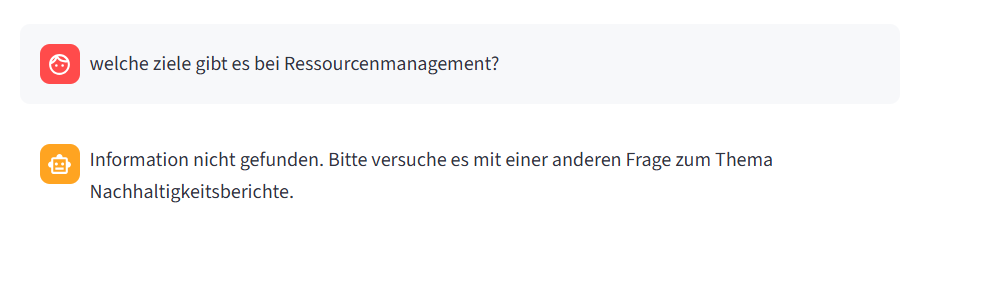 welche ziele gibt es bei Ressourcenmanagement?
Information nicht gefunden. Bitte versuche es mit einer anderen Frage zum Thema
Nachhaltigkeitsberichte.